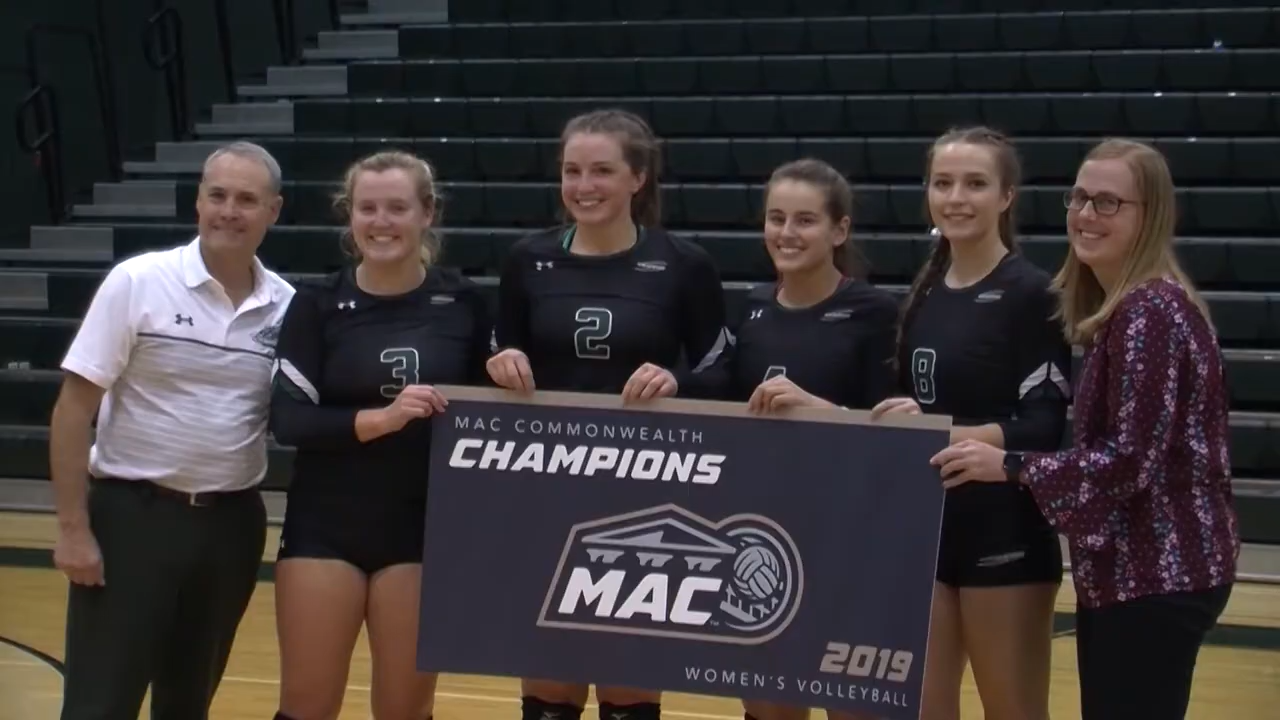 3
2
8
MAC COMMONWEALTH
CHAMPIONS
MAC
2019
WOMEN'S VOLLEYBALL